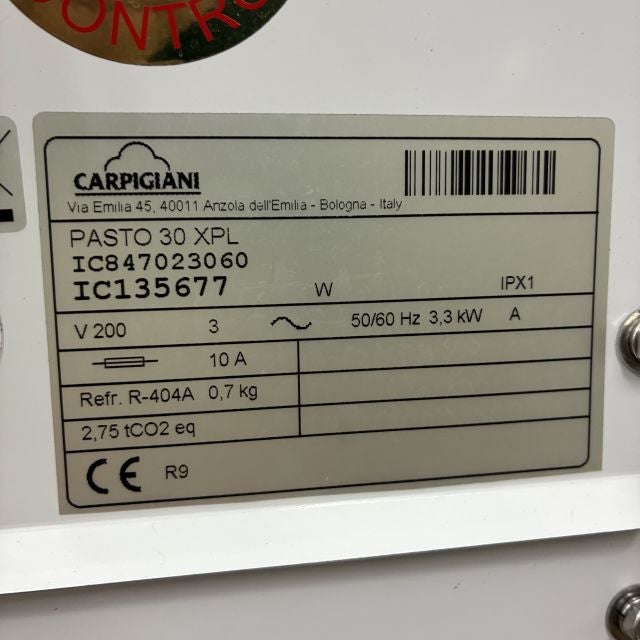 CONTRO
CARPIGIANI
Via Emilia 45, 40011 Anzola dell'Emilia - Bologna - Italy
PASTO 30 XPL
IC847023060
IC135677 W IPX1
V 200 3 50/60 Hz 3,3 kW A
10 A
Refr. R-404A 0,7 kg
2,75 tCO2 eq
CE R9